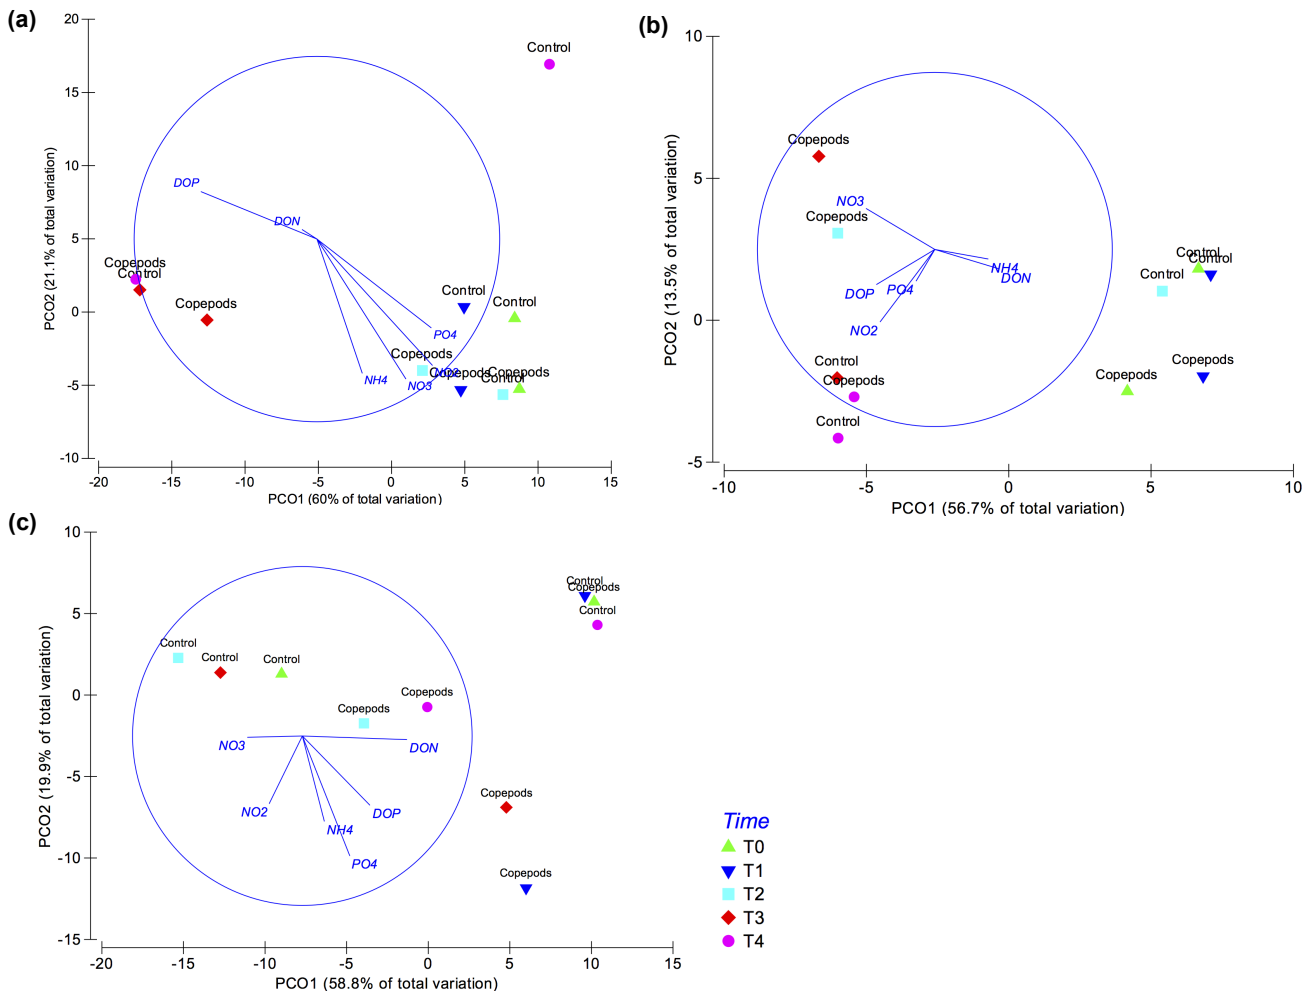 (a)
20
15
10
5
0
-5
-10
PCO2 (21.1% of total variation)
Control
DOP
DON
Copepods
Control
Copepods
Control
Control
PO4
Copepods
NO2
Copepods
Copepods
Control
NH4
NO3
-20
-15
-10
-5
0
5
10
15
PCO1 (60% of total variation)
(b)
10
5
0
-5
PCO2 (13.5% of total variation)
Copepods
NO3
Copepods
Control
Control
Control
NH4
DON
DOP
PO4
NO2
Control
Copepods
Control
Copepods
Copepods
-10
-5
0
5
10
PCO1 (56.7% of total variation)
(c)
10
5
0
-5
-10
-15
PCO2 (19.9% of total variation)
Control
Copepods
Control
Control
Control
Control
Copepods
Copepods
NO3
DON
NO2
DOP
NH4
PO4
Copepods
Copepods
-20
-15
-10
-5
0
5
10
15
PCO1 (58.8% of total variation)
Time
T0
T1
T2
T3
T4